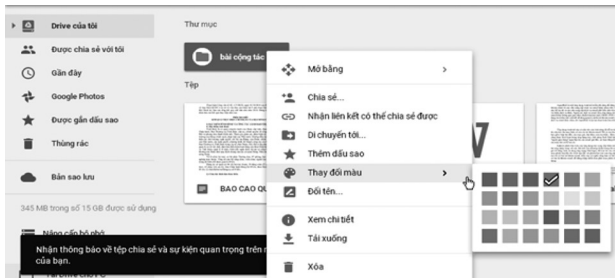 Drive của tôi
Được chia sẻ với tôi
Gần đây
Google Photos
Được gắn dấu sao
Thùng rác
Bản sao lưu
345 MB trong số 15 GB được sử dụng
Nâng cấp bộ nhớ
Nhận thông báo về tệp chia sẻ và sự kiện quan trọng trên
của bạn.
Thư mục
bài cộng tác
Tệp
BAO CAO QU
Mở bằng
Chia sẻ...
Nhận liên kết có thể chia sẻ được
Di chuyển tới...
Thêm dấu sao
Thay đổi màu
Đổi tên...
Xem chi tiết
Tải xuống
Xóa